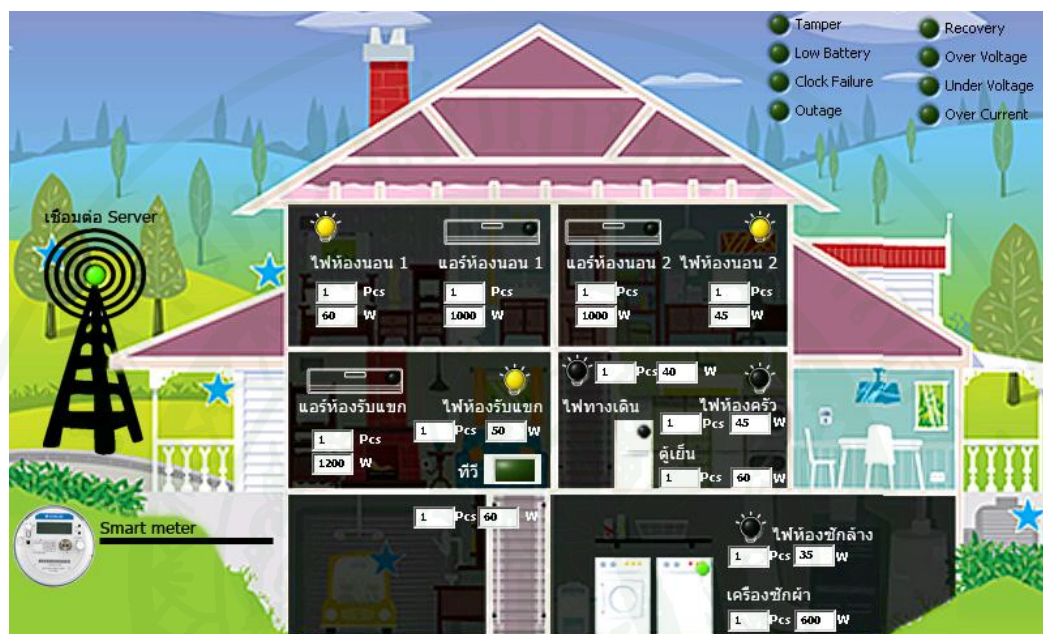 Tamper
Recovery
Low Battery
Over Voltage
Clock Failure
Under Voltage
Outage
Over Current
เชื่อมต่อ Server
ไฟห้องนอน 1
แอร์ห้องนอน 1
แอร์ห้องนอน 2
ไฟห้องนอน 2
1 Pcs
1 Pcs
1 Pcs
1 Pcs
60 W
1000 W
1000 W
45 W
1 Pcs 40 W
แอร์ห้องรับแขก
ไฟห้องรับแขก
ไฟทางเดิน
ไฟห้องครัว
1 Pcs
1200 W
1 Pcs 50 W
1 Pcs 45 W
ทีวี
ตู้เย็น
1 Pcs 60 W
1 Pcs 60 W
Smart meter
ไฟห้องซักล้าง
1 Pcs 35 W
เครื่องซักผ้า
1 Pcs 600 W